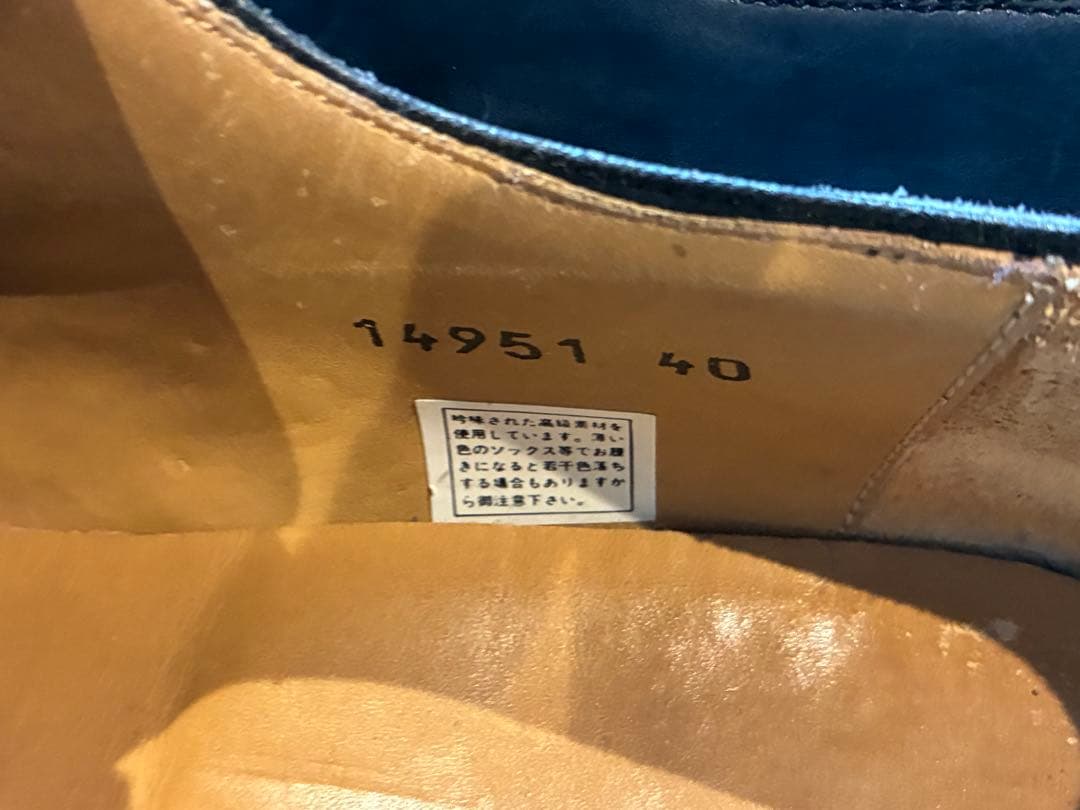 14951 40
吟味された高級素材を
使用しています。薄い
色のソックス等でお履
きになると若干色落ち
する場合もありますか
ら御注意下さい。